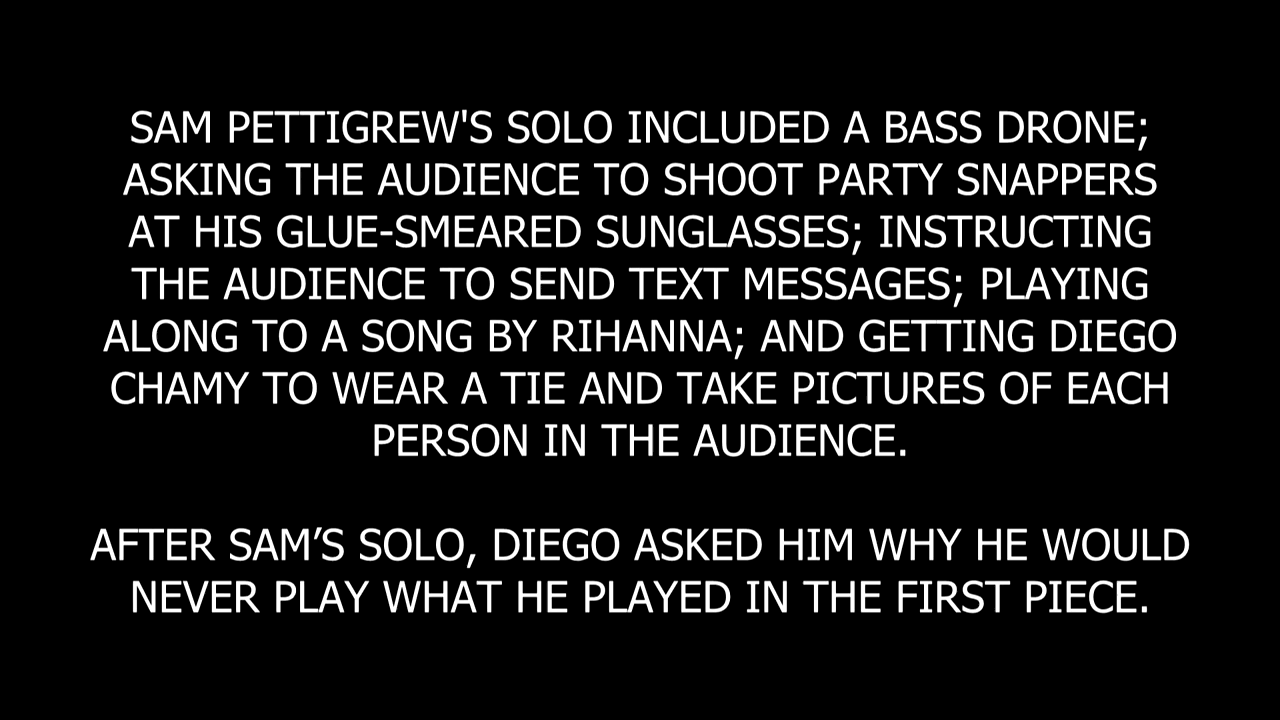 SAM PETTIGREW'S SOLO INCLUDED A BASS DRONE;
ASKING THE AUDIENCE TO SHOOT PARTY SNAPPERS
AT HIS GLUE-SMEARED SUNGLASSES; INSTRUCTING
THE AUDIENCE TO SEND TEXT MESSAGES; PLAYING
ALONG TO A SONG BY RIHANNA; AND GETTING DIEGO
CHAMY TO WEAR A TIE AND TAKE PICTURES OF EACH
PERSON IN THE AUDIENCE.
AFTER SAM’S SOLO, DIEGO ASKED HIM WHY HE WOULD
NEVER PLAY WHAT HE PLAYED IN THE FIRST PIECE.